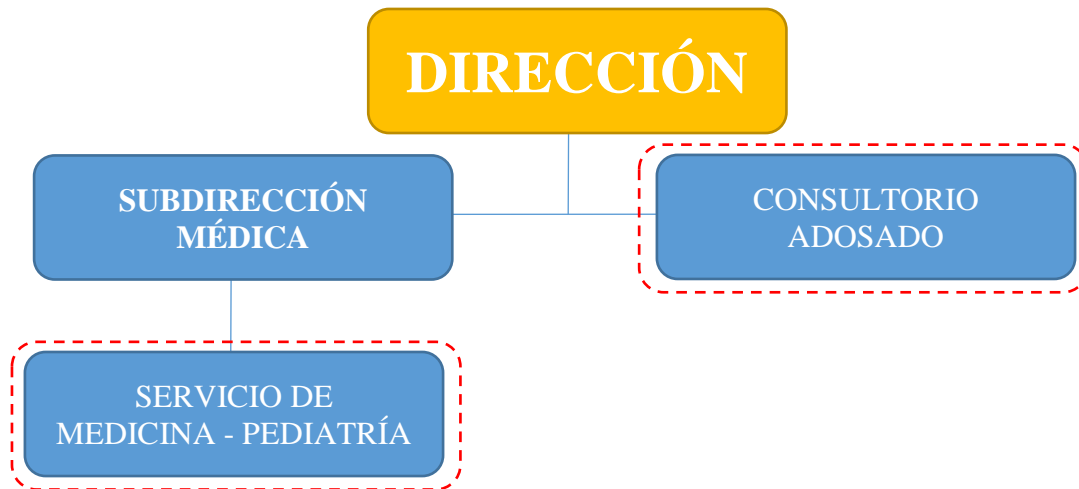 DIRECCIÓN
SUBDIRECCIÓN
MÉDICA
CONSULTORIO
ADOSADO
SERVICIO DE
MEDICINA - PEDIATRÍA